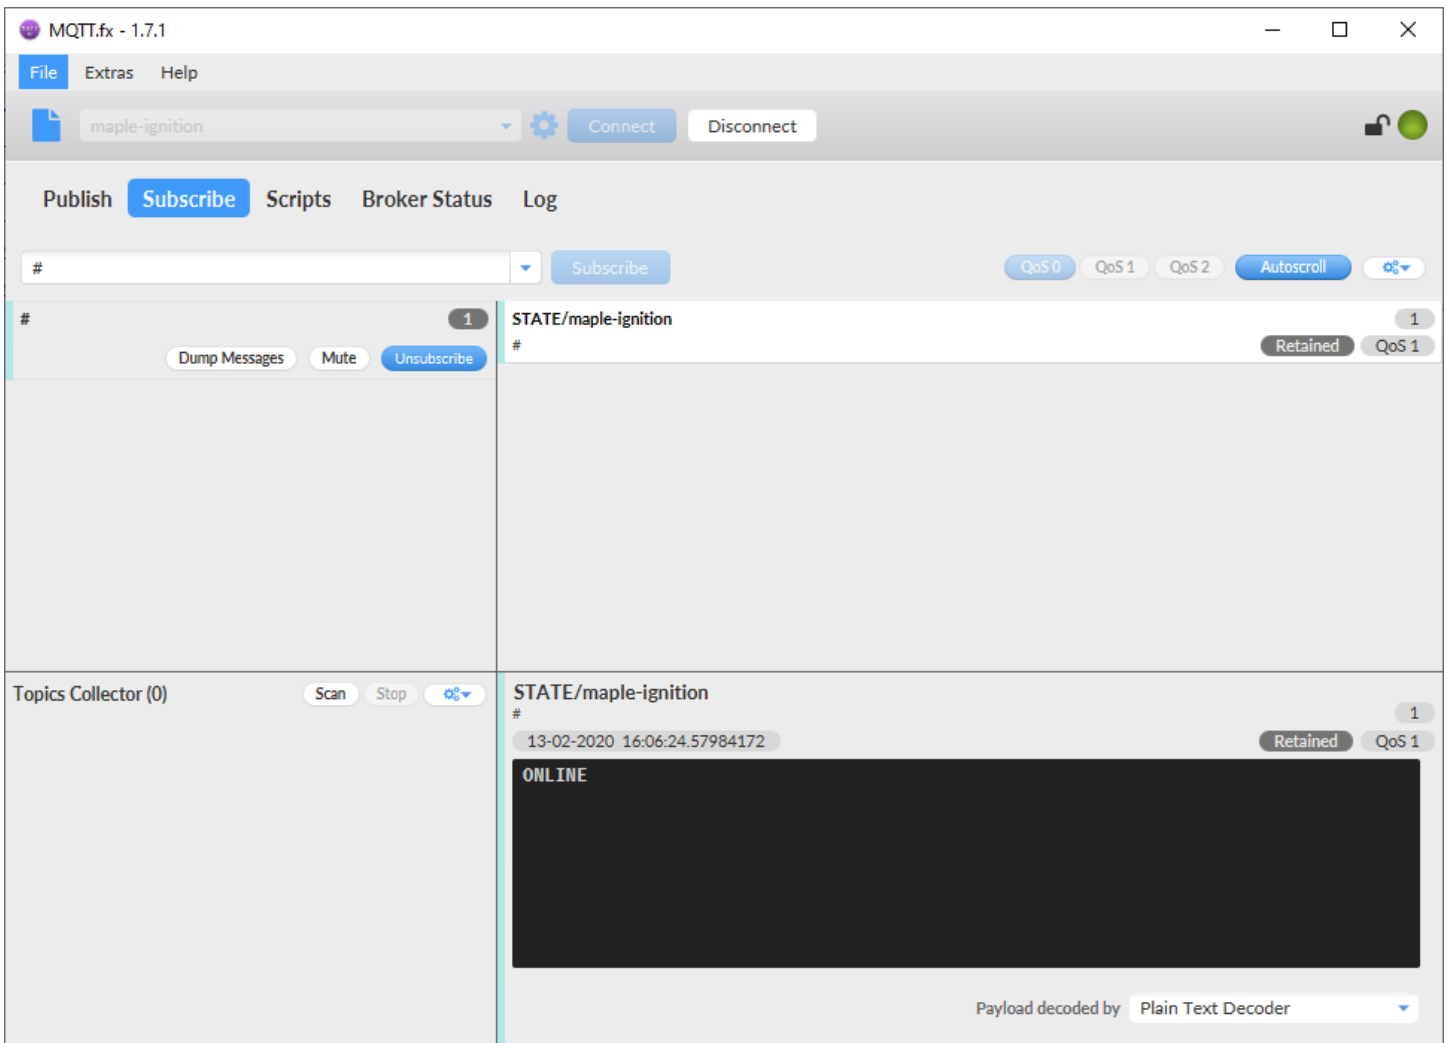 MQTT.fx - 1.7.1
File Extras Help
maple-ignition Connect Disconnect
Publish Subscribe Scripts Broker Status Log
# Subscribe QoS 0 QoS 1 QoS 2 Autoscroll
# 1
Dump Messages Mute Unsubscribe
STATE/maple-ignition 1
# Retained QoS 1
Topics Collector (0) Scan Stop
STATE/maple-ignition
# 1
13-02-2020 16:06:24.57984172 Retained QoS 1
ONLINE
Payload decoded by Plain Text Decoder